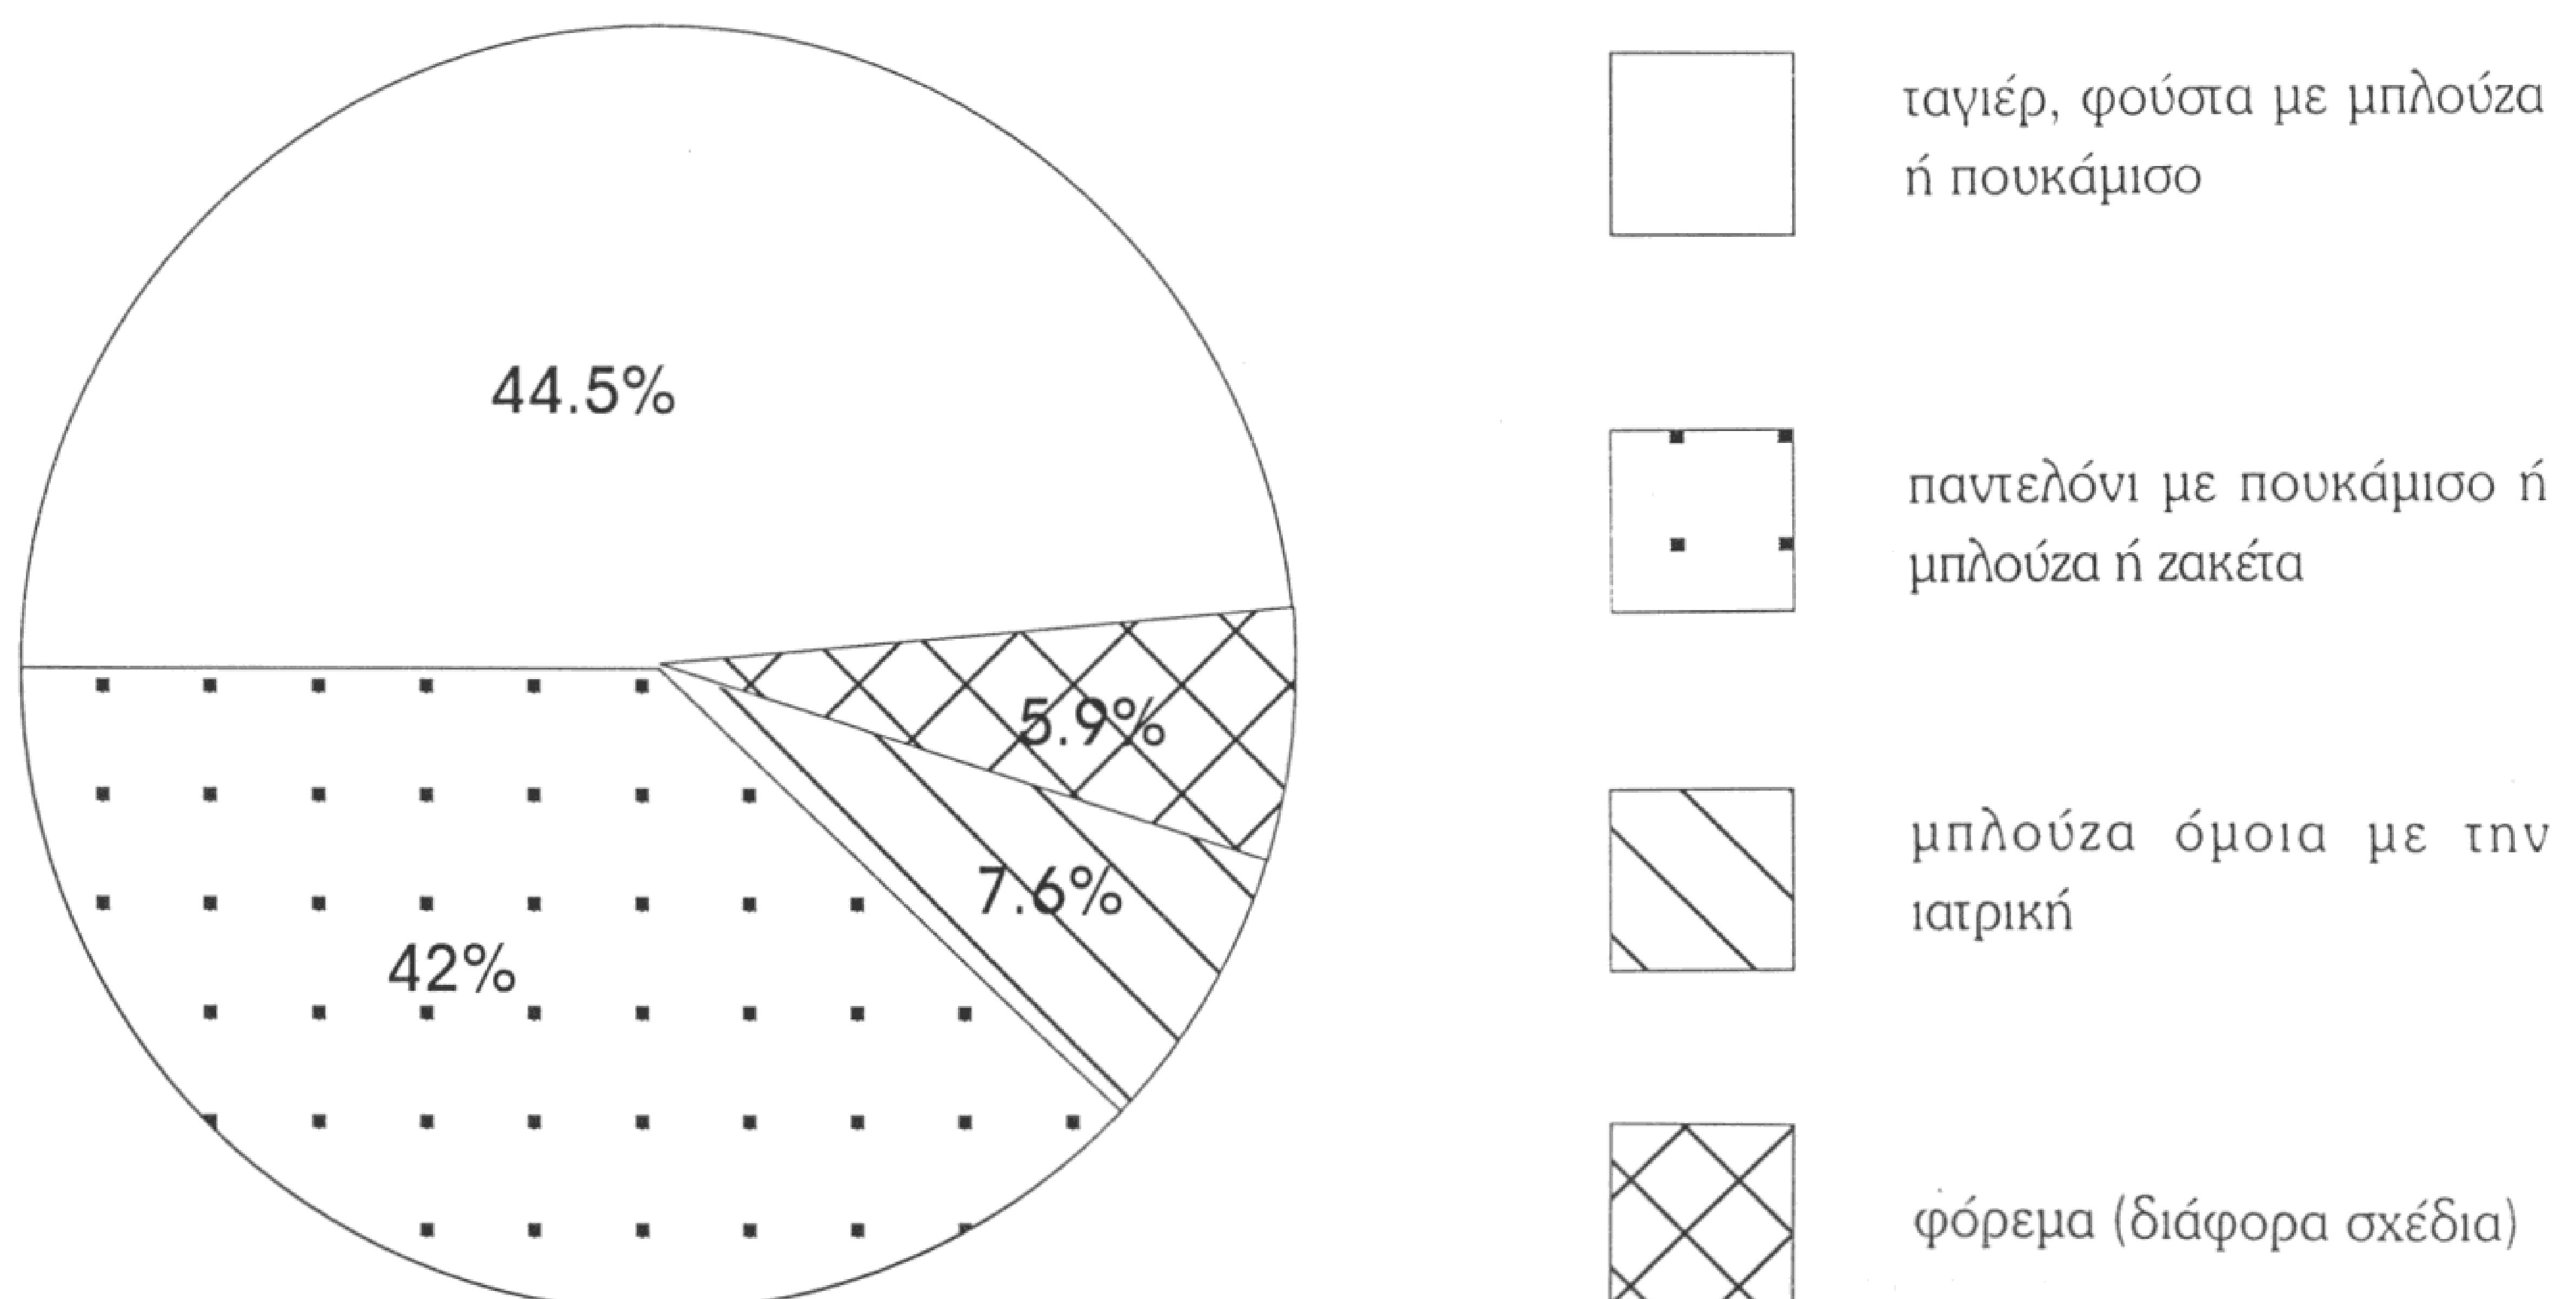 44.5%
5.9%
7.6%
42%
ταγιέρ, φούστα με μπλούζα
ή πουκάμισο
παντελόνι με πουκάμισο ή
μπλούζα ή ζακέτα
μπλούζα όμοια με την
ιατρική
φόρεμα (διάφορα σχέδια)